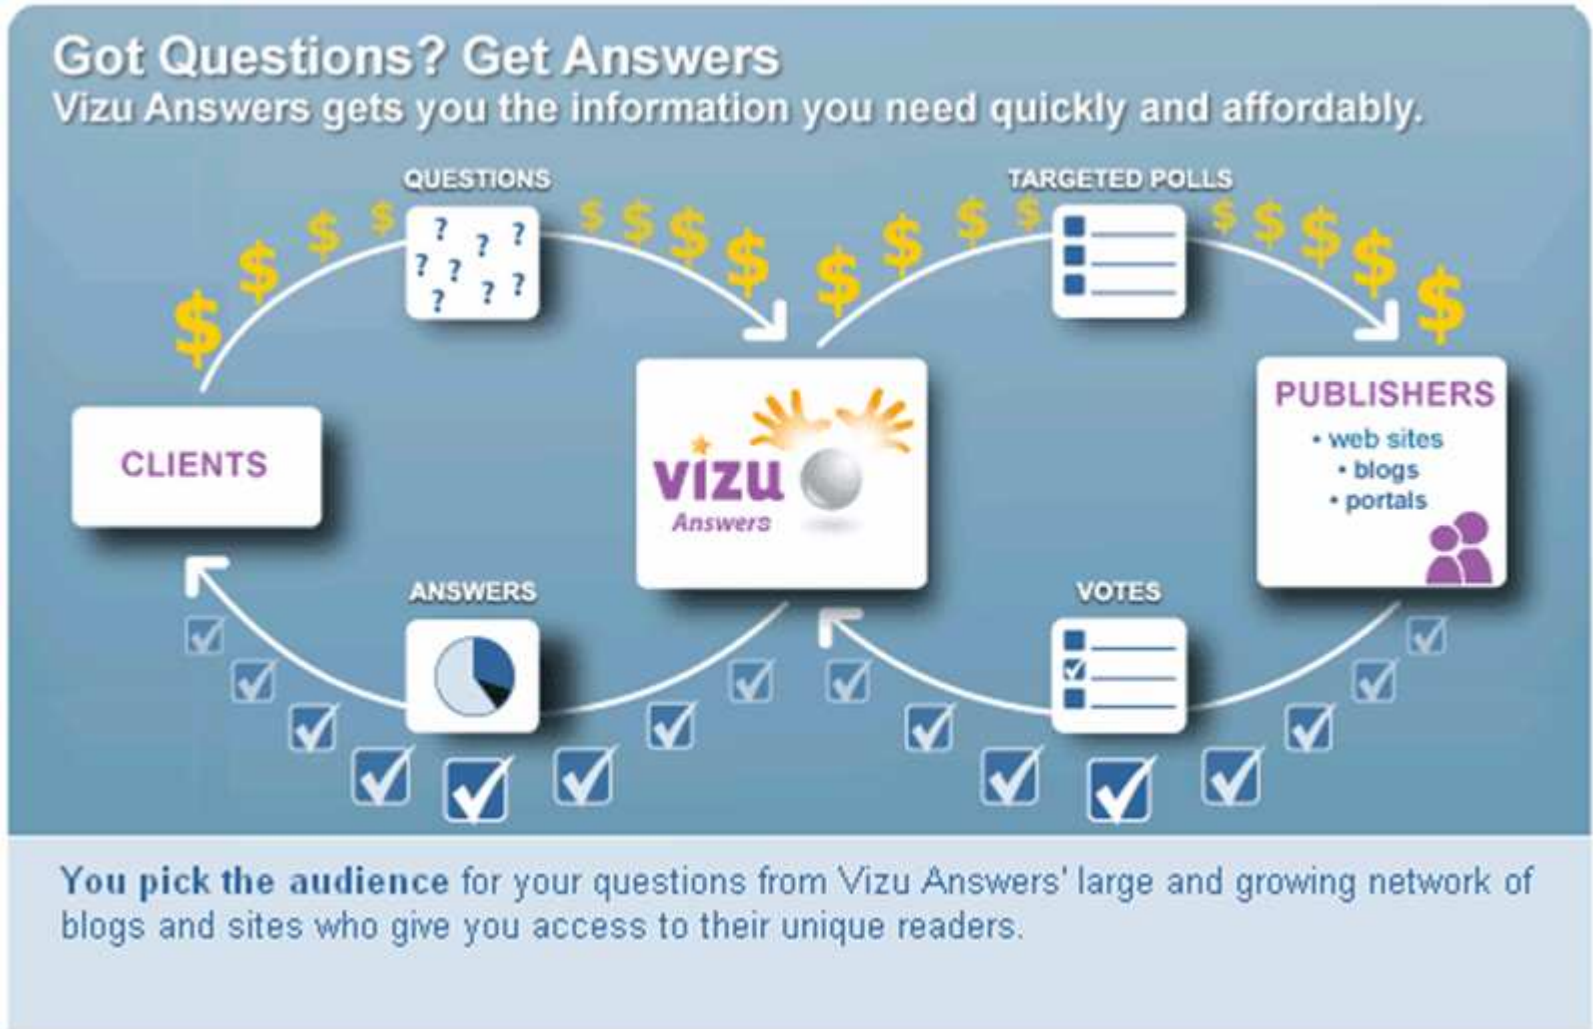 Got Questions? Get Answers
Vizu Answers gets you the information you need quickly and affordably.
QUESTIONS
TARGETED POLLS
$ $ $ $ $ $ $ $ $ $ $ $ $ $ $ $ $
? ? ? ? ? ? ? ?
CLIENTS
vizu
Answers
PUBLISHERS
• web sites
• blogs
• portals
ANSWERS
VOTES
You pick the audience for your questions from Vizu Answers' large and growing network of
blogs and sites who give you access to their unique readers.